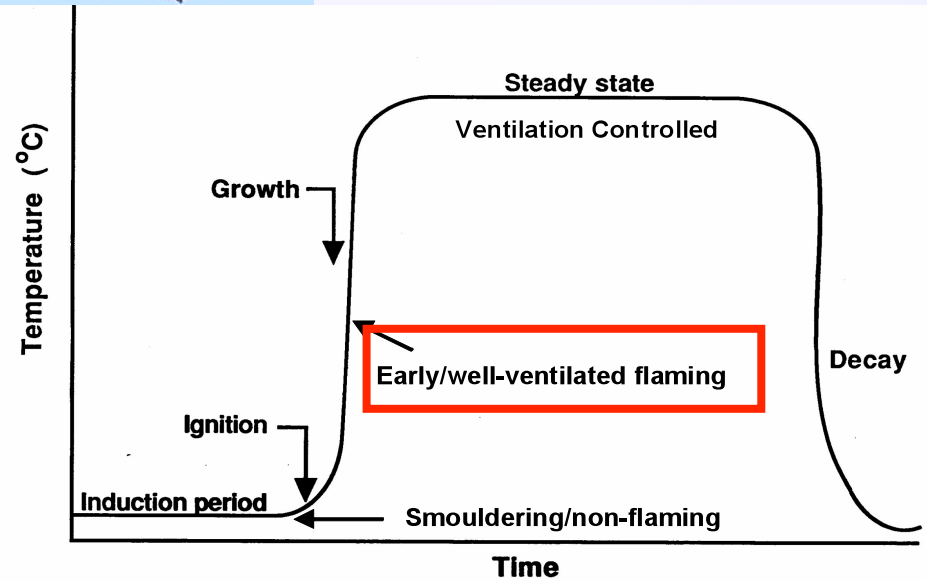 Steady state
Ventilation Controlled
Temperature (°C)
Growth
Early/well-ventilated flaming
Decay
Ignition
Induction period
Smouldering/non-flaming
Time